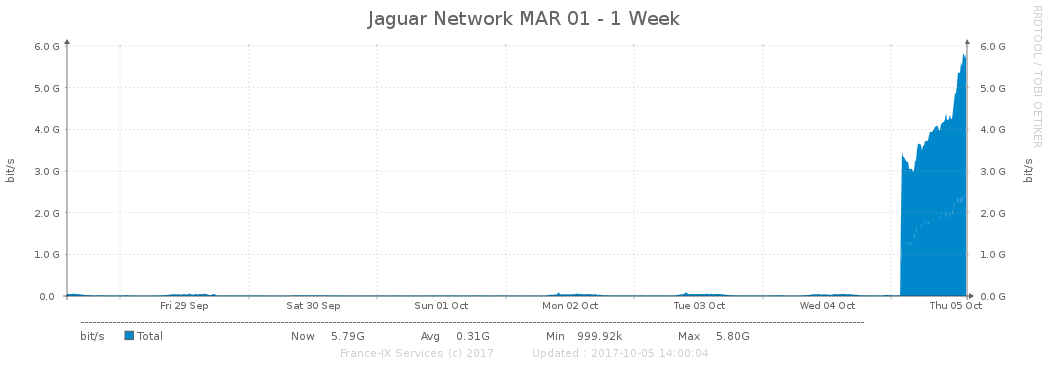 Jaguar Network MAR 01 - 1 Week
RRDTOOL / TOBI OETIKER
bit/s
6.0 G
5.0 G
4.0 G
3.0 G
2.0 G
1.0 G
0.0
6.0 G
5.0 G
4.0 G
3.0 G
2.0 G
1.0 G
0.0 G
bit/s
Fri 29 Sep Sat 30 Sep Sun 01 Oct Mon 02 Oct Tue 03 Oct Wed 04 Oct Thu 05 Oct
bit/s Total Now 5.79G Avg 0.31G Min 999.92k Max 5.80G
France-IX Services (c) 2017 Updated : 2017-10-05 14:00:04